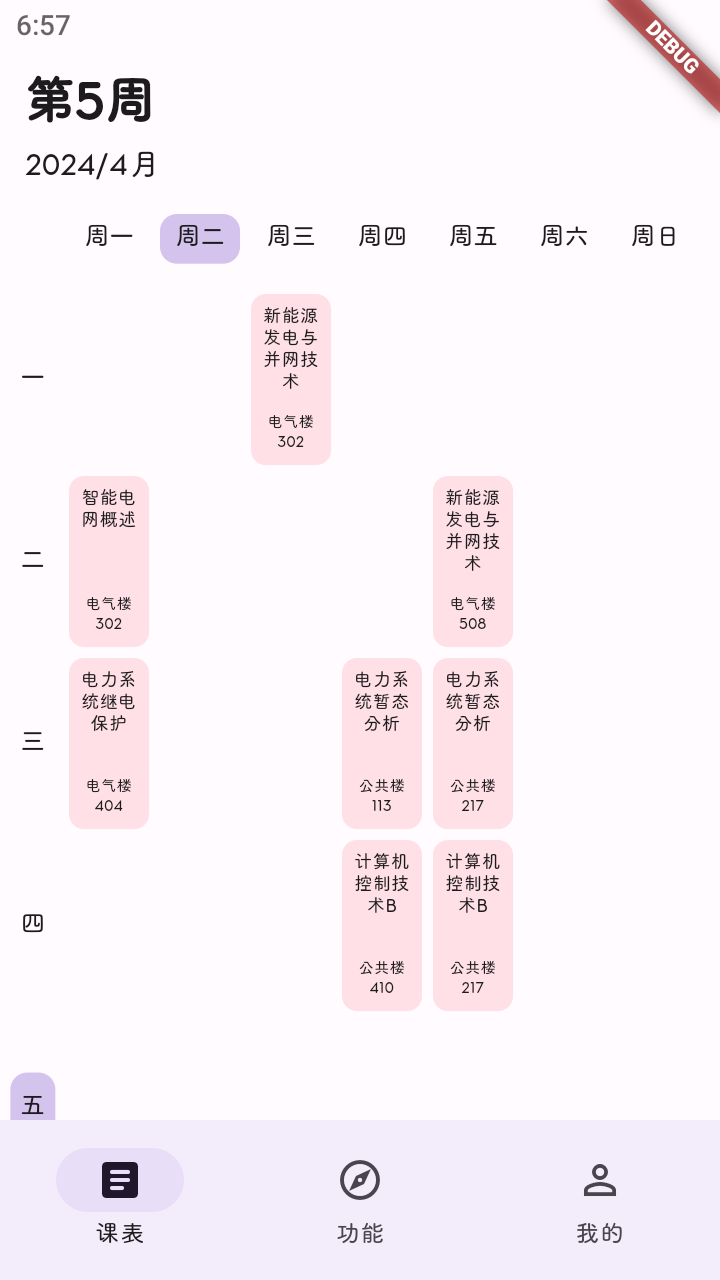 6:57
DEBUG
第5周
2024/4月
周一 周二 周三 周四 周五 周六 周日
一
新能源
发电与
并网技
术
电气楼
302
二
智能电
网概述
电气楼
302
新能源
发电与
并网技
术
电气楼
508
三
电力系
统继电
保护
电气楼
404
电力系
统暂态
分析
公共楼
113
电力系
统暂态
分析
公共楼
217
四
计算机
控制技
术B
公共楼
410
计算机
控制技
术B
公共楼
217
五
课表 功能 我的